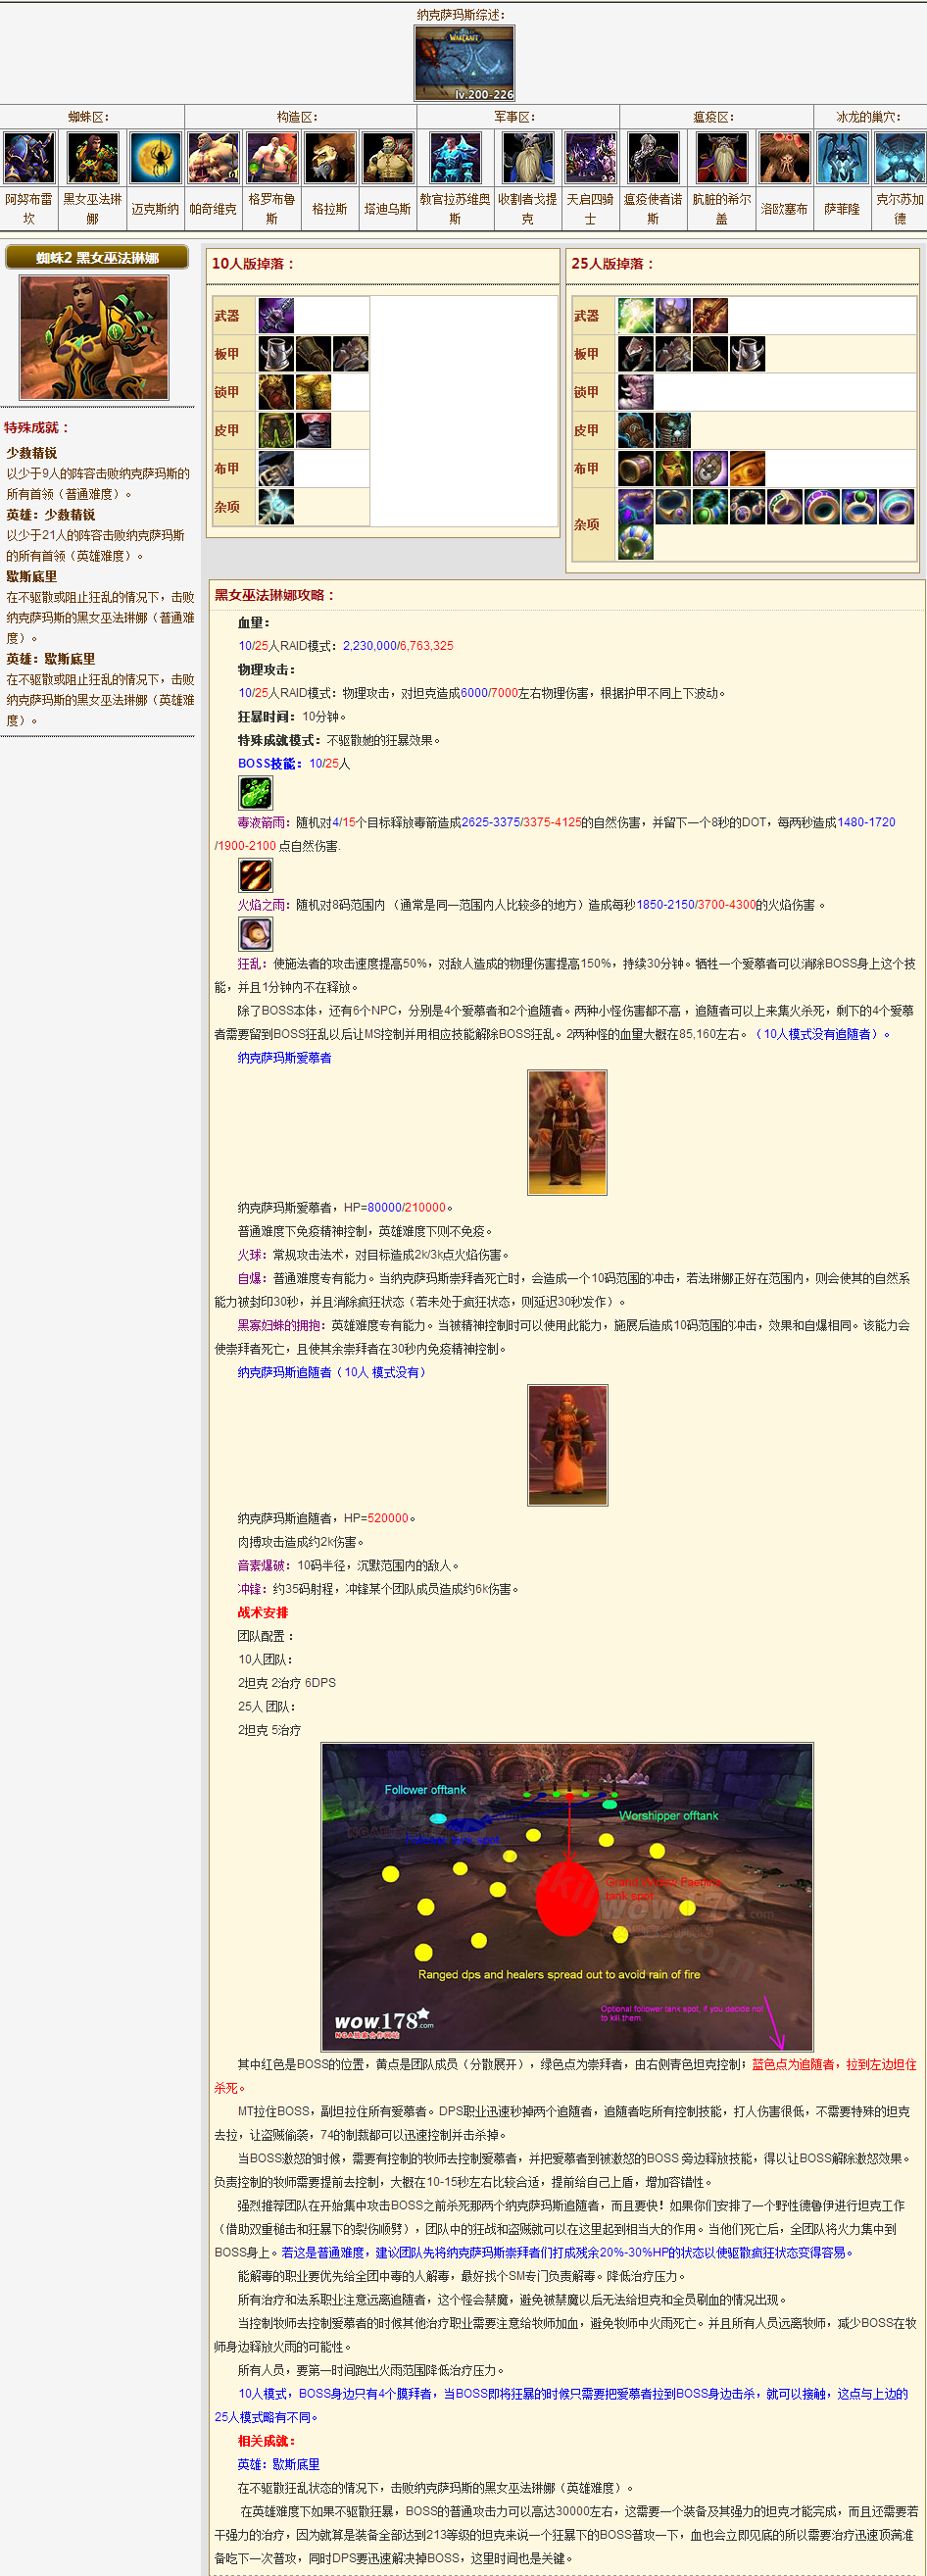 纳克萨玛斯综述:
WARCRAFT
lv.200-226
蜘蛛区: 构造区: 军事区: 瘟疫区: 冰龙的巢穴:
阿努布雷坎 黑女巫法琳娜 迈克斯纳 帕奇维克 格罗布鲁斯 格拉斯 塔迪乌斯 教官拉苏维奥斯 收割者戈提克 天启四骑士 瘟疫使者诺斯 肮脏的希尔盖 洛欧塞布 萨菲隆 克尔苏加德
蜘蛛2 黑女巫法琳娜
特殊成就：
少数精锐
以少于9人的阵容击败纳克萨玛斯的
所有首领（普通难度）。
英雄：少数精锐
以少于21人的阵容击败纳克萨玛斯
的所有首领（英雄难度）。
歇斯底里
在不驱散或阻止狂乱的情况下，击败
纳克萨玛斯的黑女巫法琳娜（普通难
度）。
英雄：歇斯底里
在不驱散或阻止狂乱的情况下，击败
纳克萨玛斯的黑女巫法琳娜（英雄难
度）。
10人版掉落：
武器
板甲
锁甲
皮甲
布甲
杂项
25人版掉落：
武器
板甲
锁甲
皮甲
布甲
杂项
黑女巫法琳娜攻略：
血量：
10/25人RAID模式：2,230,000/6,763,325
物理攻击：
10/25人RAID模式：物理攻击，对坦克造成6000/7000左右物理伤害，根据护甲不同上下波动。
狂暴时间：10分钟。
特殊成就模式：不驱散她的狂暴效果。
BOSS技能：10/25人
毒液箭雨：随机对4/15个目标释放毒箭造成2625-3375/3375-4125的自然伤害，并留下一个8秒的DOT，每两秒造成1480-1720
/1900-2100 点自然伤害.
火焰之雨：随机对8码范围内 （通常是同一范围内人比较多的地方）造成每秒1850-2150/3700-4300的火焰伤害 。
狂乱：使施法者的攻击速度提高50%，对敌人造成的物理伤害提高150%，持续30分钟。牺牲一个爱慕者可以消除BOSS身上这个技
能，并且1分钟内不在释放。
除了BOSS本体，还有6个NPC，分别是4个爱慕者和2个追随者。两种小怪伤害都不高 ，追随者可以上来集火杀死，剩下的4个爱慕
者需要留到BOSS狂乱以后让MS控制并用相应技能解除BOSS狂乱。2两种怪的血量大概在85,160左右。（10人模式没有追随者）。
纳克萨玛斯爱慕者
纳克萨玛斯爱慕者，HP=80000/210000。
普通难度下免疫精神控制，英雄难度下则不免疫。
火球：常规攻击法术，对目标造成2k/3k点火焰伤害。
自爆：普通难度专有能力。当纳克萨玛斯崇拜者死亡时，会造成一个10码范围的冲击，若法琳娜正好在范围内，则会使其的自然系
能力被封印30秒，并且消除疯狂状态（若未处于疯狂状态，则延迟30秒发作）。
黑寡妇蛛的拥抱：英雄难度专有能力。当被精神控制时可以使用此能力，施展后造成10码范围的冲击，效果和自爆相同。该能力会
使崇拜者死亡，且使其余崇拜者在30秒内免疫精神控制。
纳克萨玛斯追随者（10人 模式没有）
纳克萨玛斯追随者，HP=520000。
肉搏攻击造成约2k伤害。
音素爆破：10码半径，沉默范围内的敌人。
冲锋：约35码射程，冲锋某个团队成员造成约6k伤害。
战术安排
团队配置 ：
10人团队：
2坦克 2治疗 6DPS
25人 团队：
2坦克 5治疗
Follower offtank
Worshipper offtank
Follower tank spot
Grand Widow Faerlina
tank spot
Ranged dps and healers spread out to avoid rain of fire
Optional follower tank spot, if you decide not
to kill them
wow178.com
NGA独家合作网站
其中红色是BOSS的位置，黄点是团队成员（分散展开），绿色点为崇拜者，由右侧青色坦克控制；蓝色点为追随者，拉到左边坦住
杀死。
MT拉住BOSS，副坦拉住所有爱慕者。DPS职业迅速秒掉两个追随者，追随者吃所有控制技能，打人伤害很低，不需要特殊的坦克
去拉，让盗贼偷袭，74的制裁都可以迅速控制并击杀掉。
当BOSS激怒的时候，需要有控制的牧师去控制爱慕者，并把爱慕者到被激怒的BOSS 旁边释放技能，得以让BOSS解除激怒效果。
负责控制的牧师需要提前去控制，大概在10-15秒左右比较合适，提前给自己上盾，增加容错性。
强烈推荐团队在开始集中攻击BOSS之前杀死那两个纳克萨玛斯追随者，而且要快！如果你们安排了一个野性德鲁伊进行坦克工作
（借助双重槌击和狂暴下的裂伤顺劈），团队中的狂战和盗贼就可以在这里起到相当大的作用。当他们死亡后，全团队将火力集中到
BOSS身上。若这是普通难度，建议团队先将纳克萨玛斯崇拜者们打成残余20%-30%HP的状态以使驱散疯狂状态变得容易。
能解毒的职业要优先给全团中毒的人解毒，最好找个SM专门负责解毒。降低治疗压力。
所有治疗和法系职业注意远离追随者，这个怪会禁魔，避免被禁魔以后无法给坦克和全员刷血的情况出现。
当控制牧师去控制爱慕者的时候其他治疗职业需要注意给牧师加血，避免牧师中火雨死亡。并且所有人员远离牧师，减少BOSS在牧
师身边释放火雨的可能性。
所有人员，要第一时间跑出火雨范围降低治疗压力。
10人模式，BOSS身边只有4个膜拜者，当BOSS即将狂暴的时候只需要把爱慕者拉到BOSS身边击杀，就可以接触，这点与上边的
25人模式略有不同。
相关成就：
英雄：歇斯底里
在不驱散狂乱状态的情况下，击败纳克萨玛斯的黑女巫法琳娜（英雄难度）。
在英雄难度下如果不驱散狂暴，BOSS的普通攻击力可以高达30000左右，这需要一个装备及其强力的坦克才能完成，而且还需要若
干强力的治疗，因为就算是装备全部达到213等级的坦克来说一个狂暴下的BOSS普攻一下，血也会立即见底的所以需要治疗迅速顶满准
备吃下一次普攻，同时DPS要迅速解决掉BOSS，这里时间也是关键。